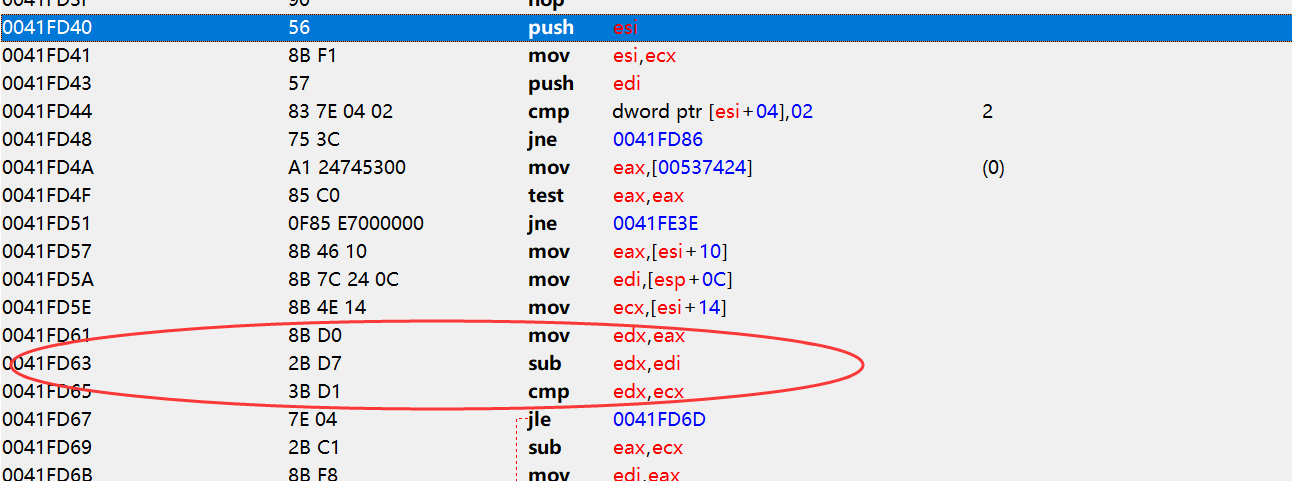 0041FD3F 90 nop
0041FD40 56 push esi
0041FD41 8B F1 mov esi,ecx
0041FD43 57 push edi
0041FD44 83 7E 04 02 cmp dword ptr [esi+04],02 2
0041FD48 75 3C jne 0041FD86
0041FD4A A1 24745300 mov eax,[00537424] (0)
0041FD4F 85 C0 test eax,eax
0041FD51 0F85 E7000000 jne 0041FE3E
0041FD57 8B 46 10 mov eax,[esi+10]
0041FD5A 8B 7C 24 0C mov edi,[esp+0C]
0041FD5E 8B 4E 14 mov ecx,[esi+14]
0041FD61 8B D0 mov edx,eax
0041FD63 2B D7 sub edx,edi
0041FD65 3B D1 cmp edx,ecx
0041FD67 7E 04 jle 0041FD6D
0041FD69 2B C1 sub eax,ecx
0041FD6B 8B F8 mov edi,eax